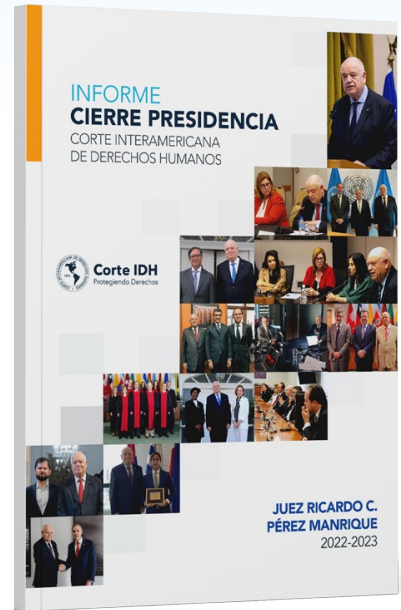 INFORME
CIERRE PRESIDENCIA
CORTE INTERAMERICANA
DE DERECHOS HUMANOS
Corte IDH
Protegiendo Derechos
JUEZ RICARDO C.
PÉREZ MANRIQUE
2022-2023